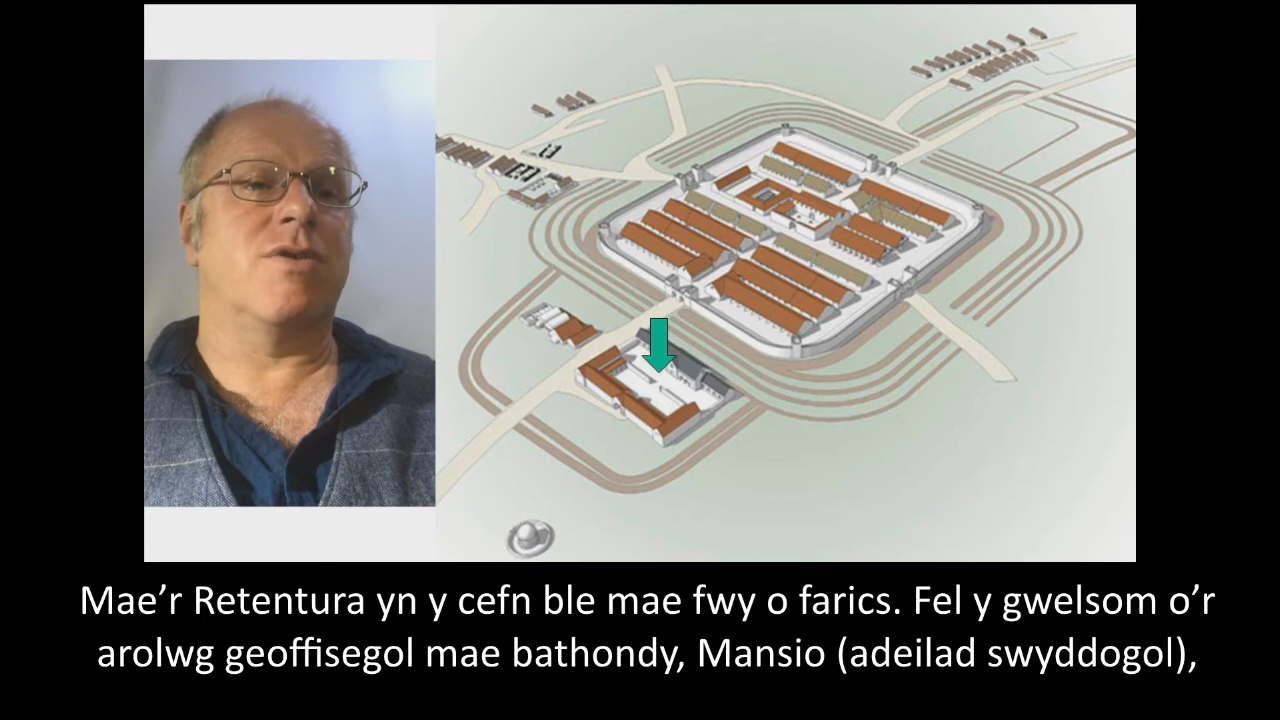 Mae’r Retentura yn y cefn ble mae fwy o farics. Fel y gwelsom o’r
arolwg geoffisegol mae bathondy, Mansio (adeilad swyddogol),